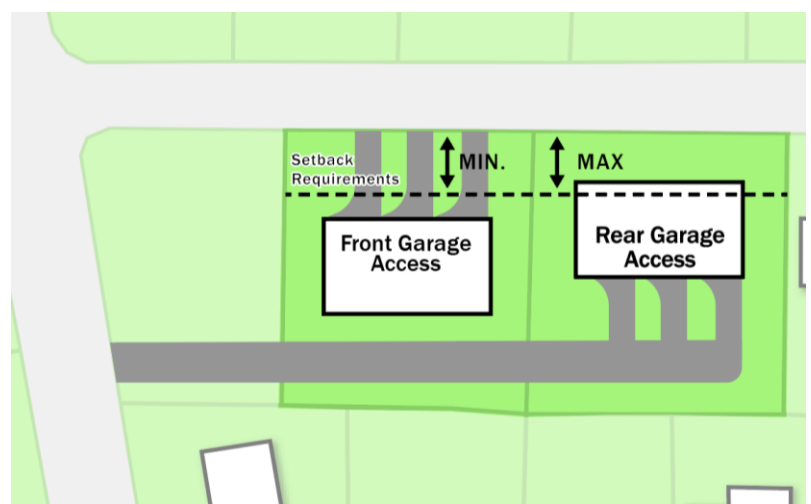 Setback
Requirements
MIN.
MAX
Front Garage
Access
Rear Garage
Access